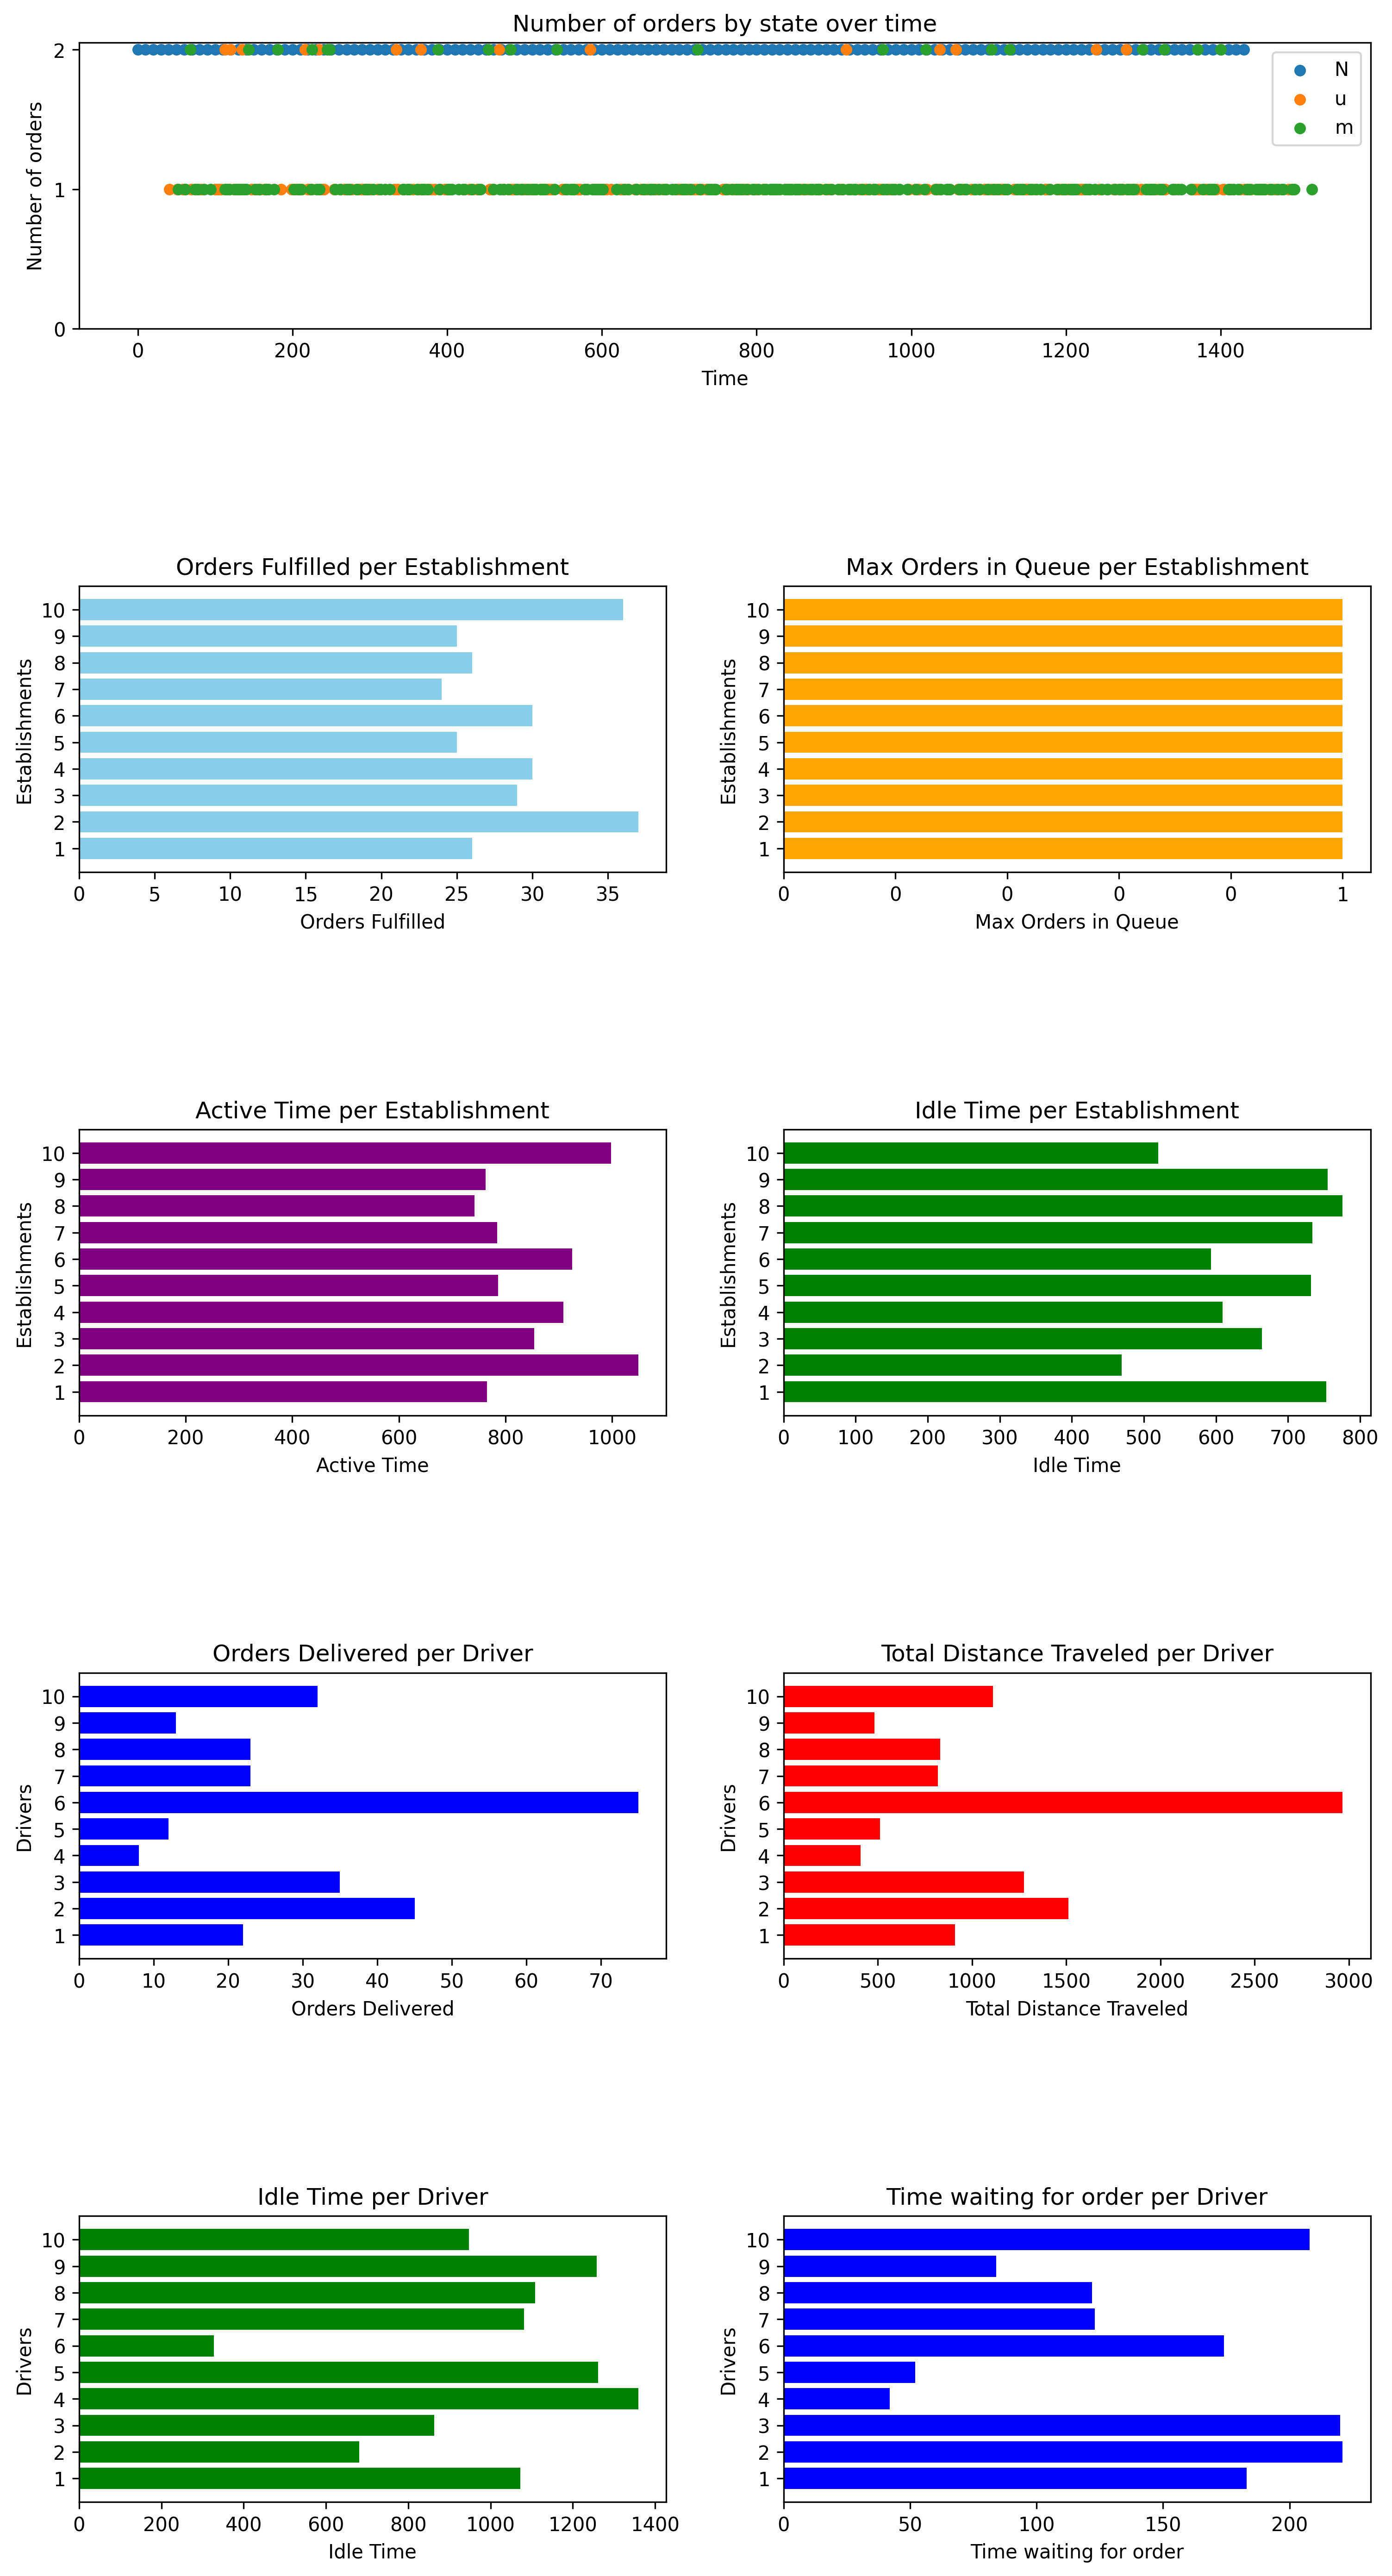 Number of orders by state over time
Number of orders
2
1
0
N
u
m
0 200 400 600 800 1000 1200 1400
Time
Orders Fulfilled per Establishment
Establishments
10
9
8
7
6
5
4
3
2
1
0 5 10 15 20 25 30 35
Orders Fulfilled
Max Orders in Queue per Establishment
Establishments
10
9
8
7
6
5
4
3
2
1
0 0 0 0 0 1
Max Orders in Queue
Active Time per Establishment
Establishments
10
9
8
7
6
5
4
3
2
1
0 200 400 600 800 1000
Active Time
Idle Time per Establishment
Establishments
10
9
8
7
6
5
4
3
2
1
0 100 200 300 400 500 600 700 800
Idle Time
Orders Delivered per Driver
Drivers
10
9
8
7
6
5
4
3
2
1
0 10 20 30 40 50 60 70
Orders Delivered
Total Distance Traveled per Driver
Drivers
10
9
8
7
6
5
4
3
2
1
0 500 1000 1500 2000 2500 3000
Total Distance Traveled
Idle Time per Driver
Drivers
10
9
8
7
6
5
4
3
2
1
0 200 400 600 800 1000 1200 1400
Idle Time
Time waiting for order per Driver
Drivers
10
9
8
7
6
5
4
3
2
1
0 50 100 150 200
Time waiting for order